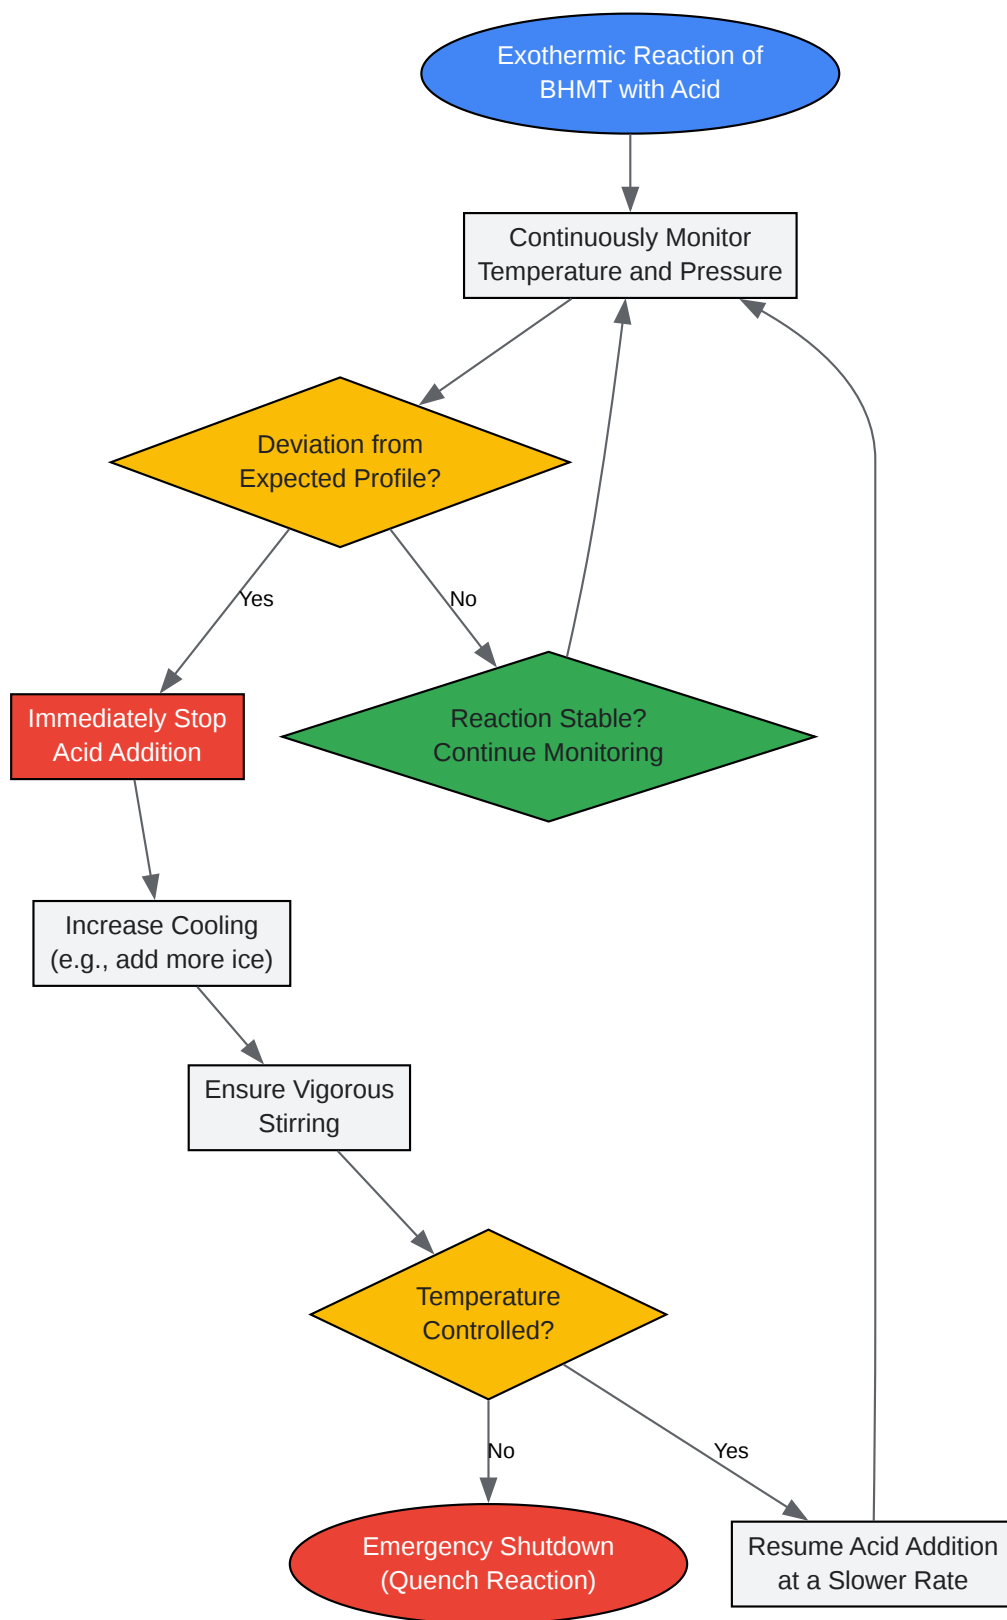 Exothermic Reaction of
BHMT with Acid
Continuously Monitor
Temperature and Pressure
Deviation from
Expected Profile?
Yes
No
Immediately Stop
Acid Addition
Reaction Stable?
Continue Monitoring
Increase Cooling
(e.g., add more ice)
Ensure Vigorous
Stirring
Temperature
Controlled?
No
Yes
Emergency Shutdown
(Quench Reaction)
Resume Acid Addition
at a Slower Rate